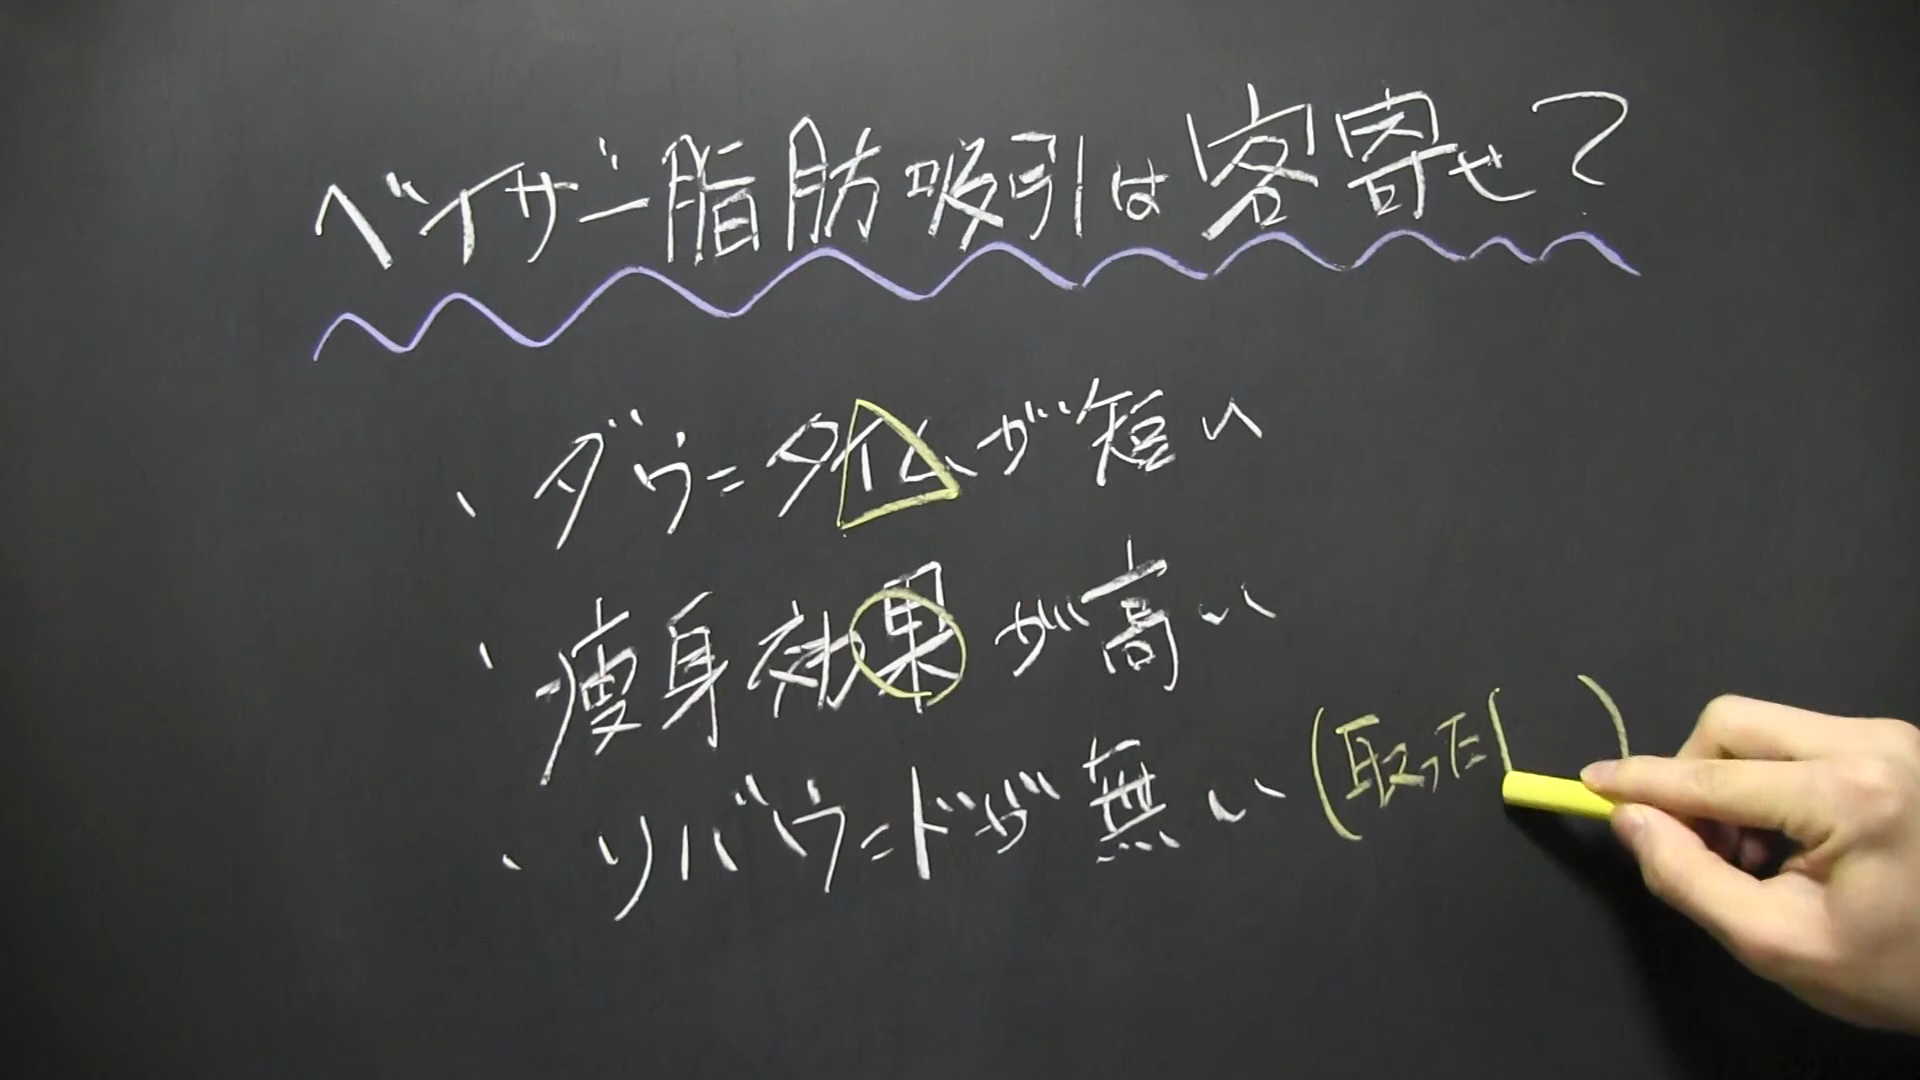 ベイザー脂肪吸引は客寄せ?
・ダウンタイムが短い
・痩身効果が高い
・リバウンドが無い(取った )